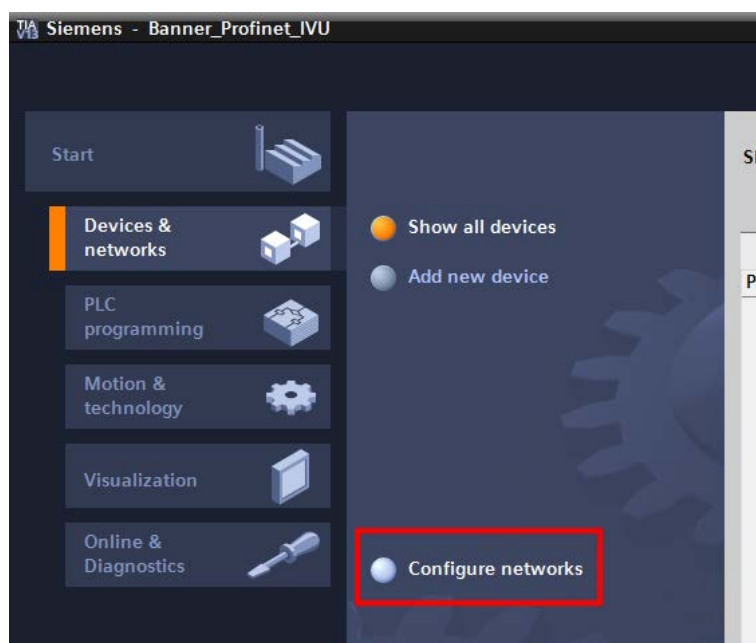 TIA V13 Siemens - Banner_Profinet_IVU
Start
Devices &
networks
PLC
programming
Motion &
technology
Visualization
Online &
Diagnostics
Show all devices
Add new device
Configure networks